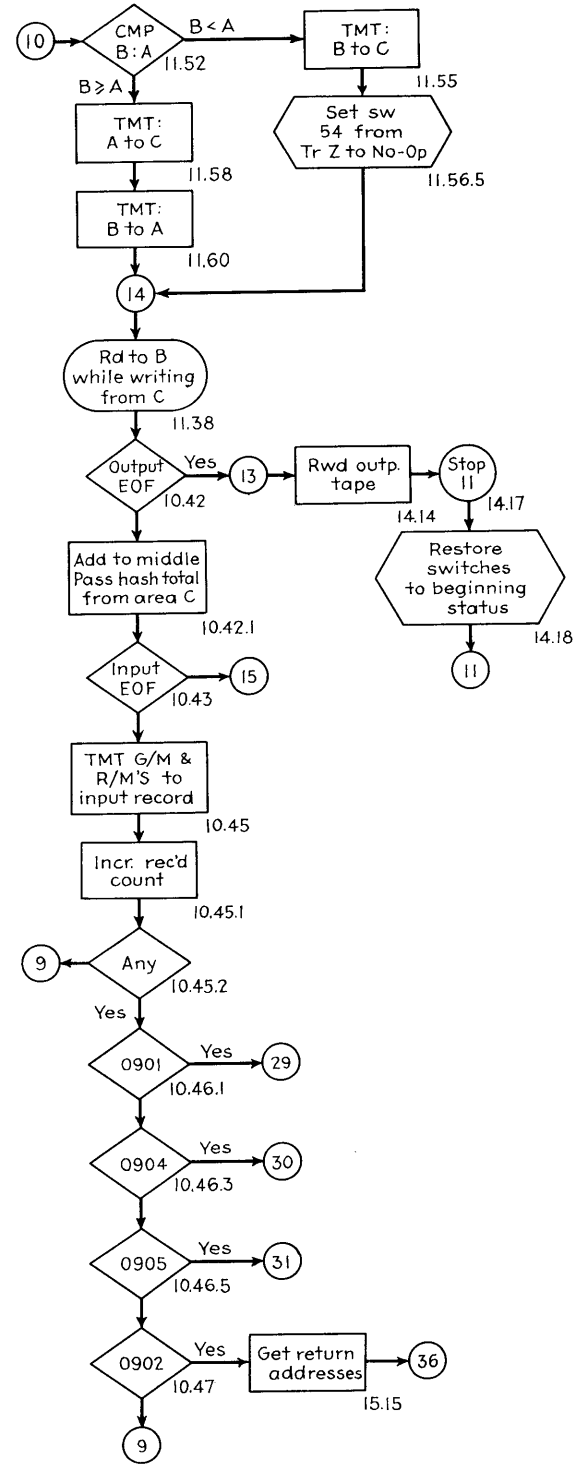 10
CMP
B:A
B < A
11.52
TMT:
B to C
11.55
B ≥ A
TMT:
A to C
11.58
Set sw
54 from
Tr Z to No-Op
11.56.5
TMT:
B to A
11.60
14
Rd to B
while writing
from C
11.38
Output
EOF
Yes
10.42
13
Rwd outp.
tape
14.14
Stop
11
14.17
Restore
switches
to beginning
status
14.18
11
Add to middle
Pass hash total
from area C
10.42.1
Input
EOF
10.43
15
TMT G/M &
R/M'S to
input record
10.45
Incr. rec'd
count
10.45.1
9
Any
10.45.2
Yes
0901
Yes
10.46.1
29
0904
Yes
10.46.3
30
0905
Yes
10.46.5
31
0902
Yes
10.47
Get return
addresses
15.15
36
9